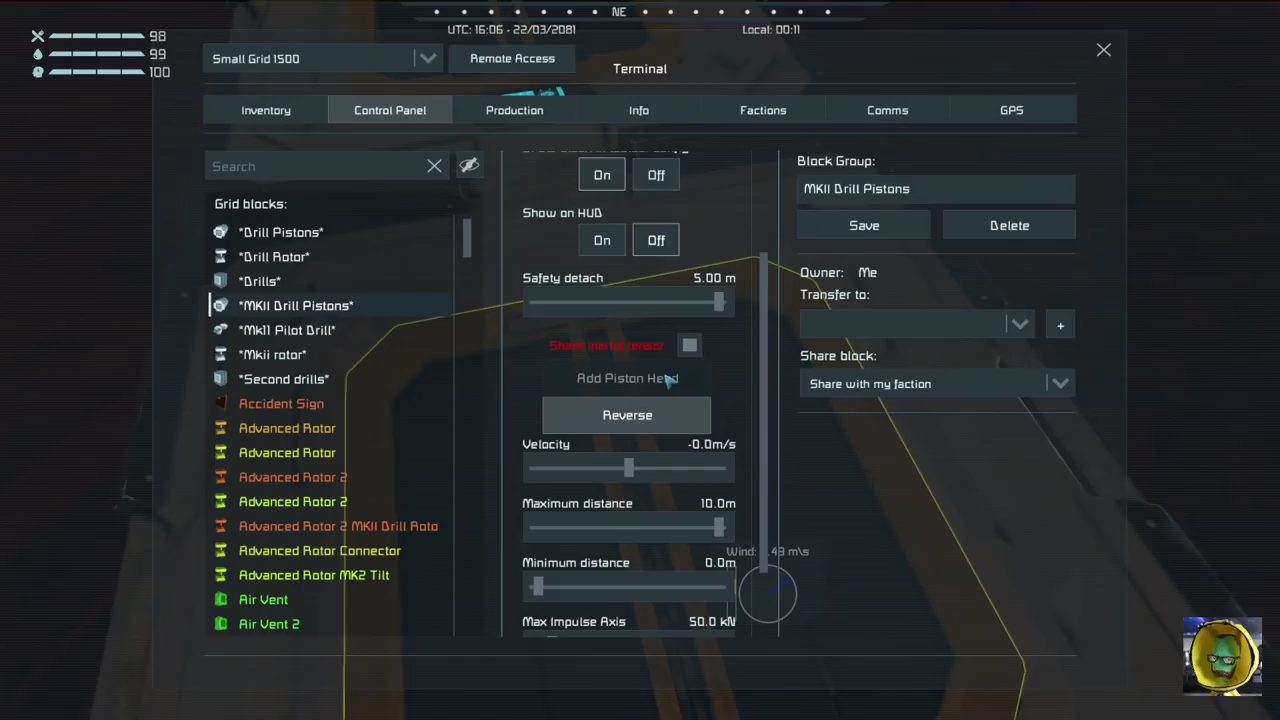 NE
UTC: 16:06 - 22/03/2081
Local: 00:11
98
99
100
Small Grid 1500
Remote Access
Terminal
Inventory
Control Panel
Production
Info
Factions
Comms
GPS
Search
Grid blocks:
*Drill Pistons*
*Drill Rotor*
*Drills*
*MKII Drill Pistons*
*Mk11 Pilot Drill*
*Mkii rotor*
*Second drills*
Accident Sign
Advanced Rotor
Advanced Rotor
Advanced Rotor 2
Advanced Rotor 2
Advanced Rotor 2 MKII Drill Roto
Advanced Rotor Connector
Advanced Rotor MK2 Tilt
Air Vent
Air Vent 2
On Off
Show on HUD
On Off
Safety detach 5.00 m
Share inertia tensor
Add Piston Head
Reverse
Velocity -0.0m/s
Maximum distance 10.0m
Minimum distance 0.0m
Max Impulse Axis 50.0 kN
Wind: .49 m/s
Block Group:
MKII Drill Pistons
Save Delete
Owner: Me
Transfer to:
+
Share block:
Share with my faction